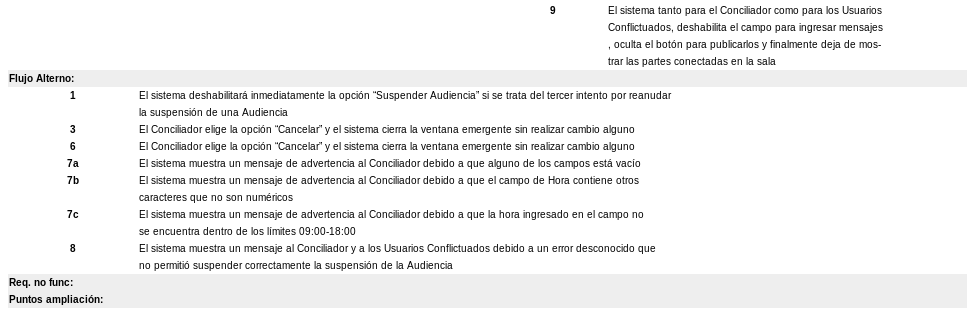 9 El sistema tanto para el Conciliador como para los Usuarios
Conflictuados, deshabilita el campo para ingresar mensajes
, oculta el botón para publicarlos y finalmente deja de mos-
trar las partes conectadas en la sala
Flujo Alterno:
1 El sistema deshabilitará inmediatamente la opción “Suspender Audiencia” si se trata del tercer intento por reanudar
la suspensión de una Audiencia
3 El Conciliador elige la opción “Cancelar” y el sistema cierra la ventana emergente sin realizar cambio alguno
6 El Conciliador elige la opción “Cancelar” y el sistema cierra la ventana emergente sin realizar cambio alguno
7a El sistema muestra un mensaje de advertencia al Conciliador debido a que alguno de los campos está vacío
7b El sistema muestra un mensaje de advertencia al Conciliador debido a que el campo de Hora contiene otros
caracteres que no son numéricos
7c El sistema muestra un mensaje de advertencia al Conciliador debido a que la hora ingresado en el campo no
se encuentra dentro de los límites 09:00-18:00
8 El sistema muestra un mensaje al Conciliador y a los Usuarios Conflictuados debido a un error desconocido que
no permitió suspender correctamente la suspensión de la Audiencia
Req. no func:
Puntos ampliación: